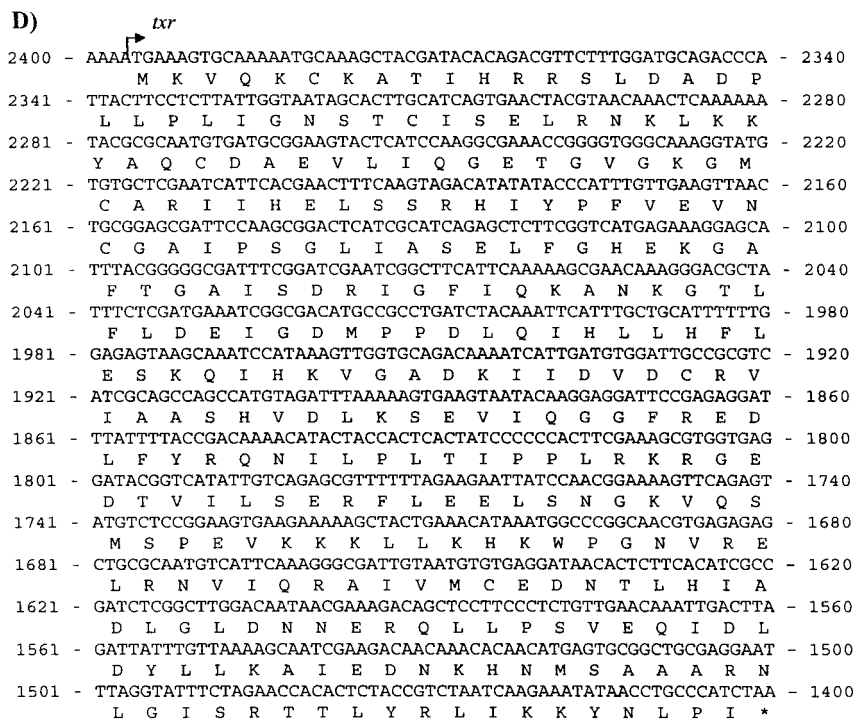 D) txr
2400 - AAAATGAAAGTGCAAAAATGCAAAGCTACGATACACAGACGTTCTTTGGATGCAGACCCA - 2340
M K V Q K C K A T I H R R S L D A D P
2341 - TTACTTCCTCTTATTGGTAATAGCACTTGCATCAGTGAACTACGTAACAAACTCAAAAAA - 2280
L L P L I G N S T C I S E L R N K L K K
2281 - TACGCGCAATGTGATGCGGAAGTACTCATCCAAGGCGAAACCGGGGTGGGCAAAGGTATG - 2220
Y A Q C D A E V L I Q G E T G V G K G M
2221 - TGTGCTCGAATCATTCACGAACTTTCAAGTAGACATATATACCCATTTGTTGAAGTTAAC - 2160
C A R I I H E L S S R H I Y P F V E V N
2161 - TGCGGAGCGATTCCAAGCGGACTCATCGCATCAGAGCTCTTCGGTCATGAGAAAGGAGCA - 2100
C G A I P S G L I A S E L F G H E K G A
2101 - TTTACGGGGGCGATTTCGGATCGAATCGGCTTCATTCAAAAAGCGAACAAAGGGACGCTA - 2040
F T G A I S D R I G F I Q K A N K G T L
2041 - TTTCTCGATGAAATCGGCGACATGCCGCCTGATCTACAAATTCATTTGCTGCATTTTTTG - 1980
F L D E I G D M P P D L Q I H L L H F L
1981 - GAGAGTAAGCAAATCCATAAAGTTGGTGCAGACAAAATCATTGATGTGGATTGCCGCGTC - 1920
E S K Q I H K V G A D K I I D V D C R V
1921 - ATCGCAGCCAGCCATGTAGATTTAAAAAGTGAAGTAATACAAGGAGGATTCCGAGAGGAT - 1860
I A A S H V D L K S E V I Q G G F R E D
1861 - TTATTTTACCGACAAAACATACTACCACTCACTATCCCCCCACTTCGAAAGCGTGGTGAG - 1800
L F Y R Q N I L P L T I P P L R K R G E
1801 - GATACGGTCATATTGTCAGAGCGTTTTTTAGAAGAATTATCCAACGGAAAAGTTCAGAGT - 1740
D T V I L S E R F L E E L S N G K V Q S
1741 - ATGTCTCCGGAAGTGAAGAAAAAGCTACTGAAACATAAATGGCCCGGCAACGTGAGAGAG - 1680
M S P E V K K K L L K H K W P G N V R E
1681 - CTGCGCAATGTCATTCAAAGGGCGATTGTAATGTGTGAGGATAACACTCTTCACATCGCC - 1620
L R N V I Q R A I V M C E D N T L H I A
1621 - GATCTCGGCTTGGACAATAACGAAAGACAGCTCCTTCCCTCTGTTGAACAAATTGACTTA - 1560
D L G L D N N E R Q L L P S V E Q I D L
1561 - GATTATTTGTTAAAAGCAATCGAAGACAACAAACACAACATGAGTGCGGCTGCGAGGAAT - 1500
D Y L L K A I E D N K H N M S A A A R N
1501 - TTAGGTATTTCTAGAACCACACTCTACCGTCTAATCAAGAAATATAACCTGCCCATCTAA - 1400
L G I S R T T L Y R L I K K Y N L P I *